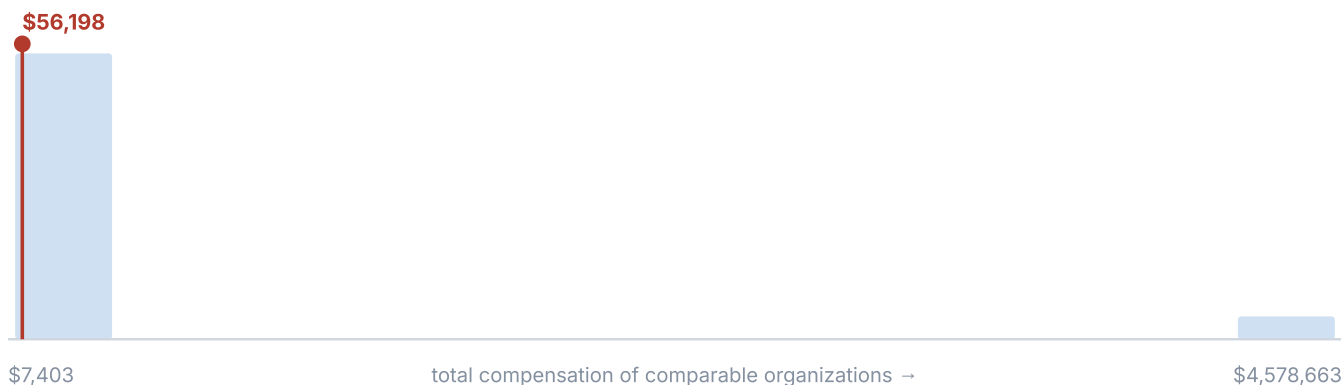 $56,198
$7,403 total compensation of comparable organizations → $4,578,663